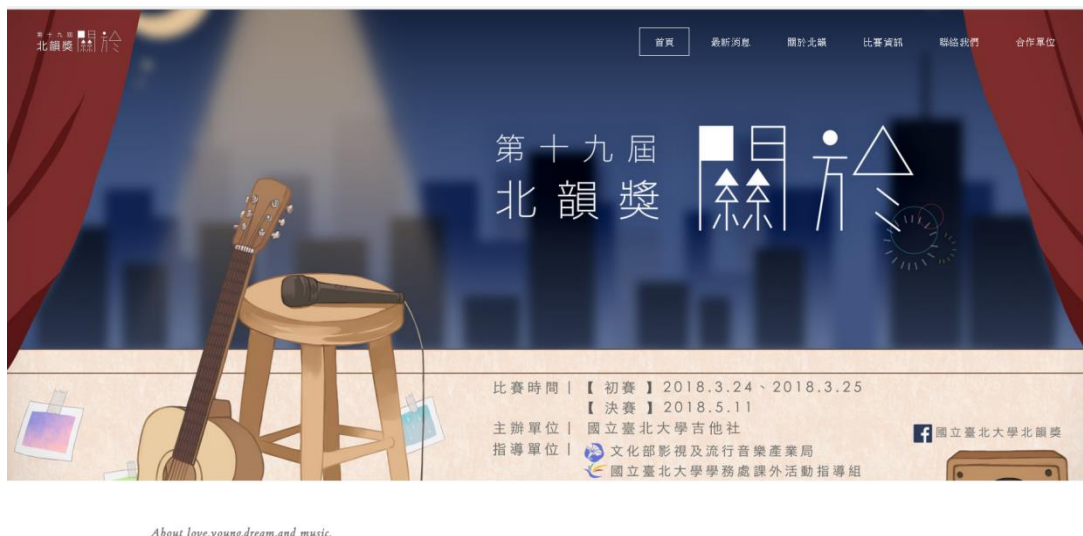 第十九屆
北韻獎 關於
首頁 最新消息 關於北韻 比賽資訊 聯絡我們 合作單位
第十九屆
北韻獎
關於
比賽時間|【初賽】2018.3.24、2018.3.25
【決賽】2018.5.11
主辦單位| 國立臺北大學吉他社
指導單位| 文化部影視及流行音樂產業局
國立臺北大學學務處課外活動指導組
國立臺北大學北韻獎
About love,young,dream,and music.